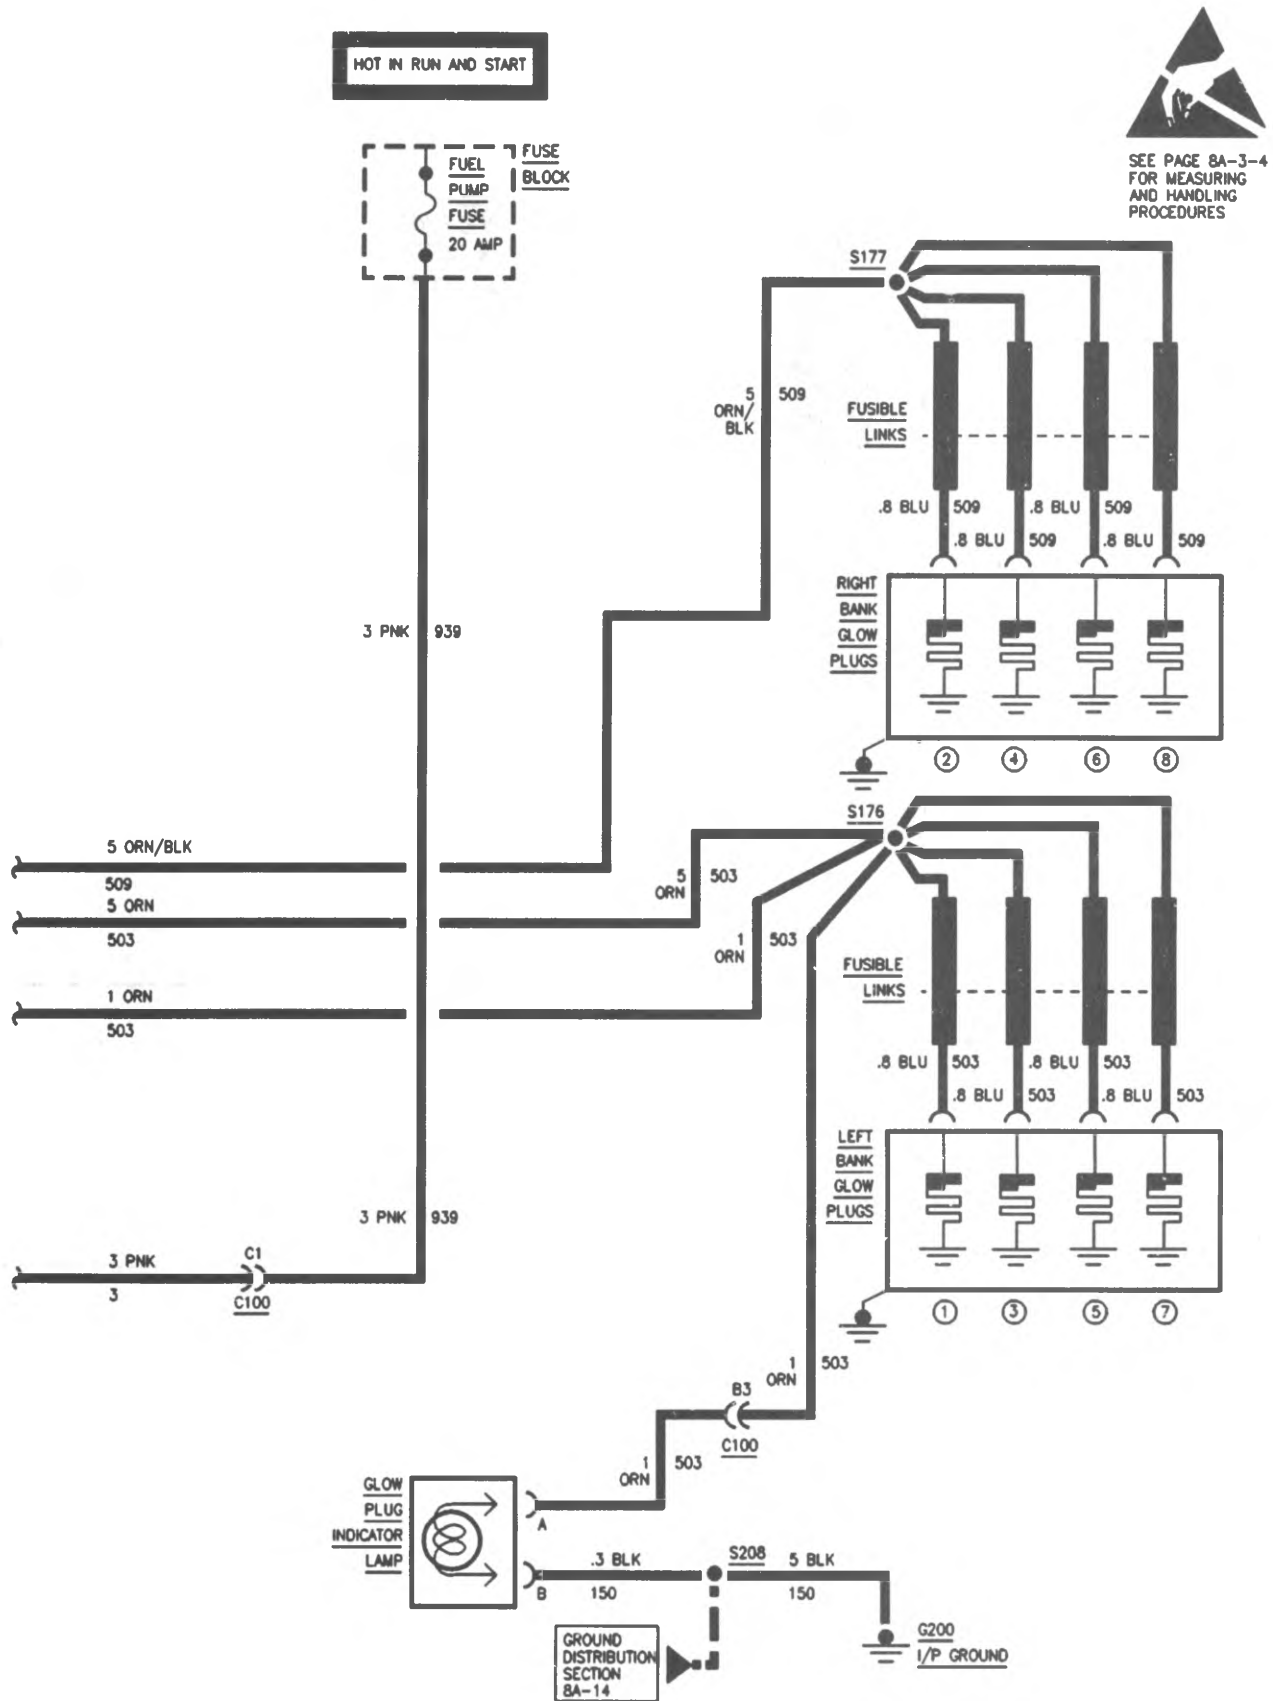 HOT IN RUN AND START
FUEL
PUMP
FUSE
20 AMP
FUSE
BLOCK
SEE PAGE 8A-3-4
FOR MEASURING
AND HANDLING
PROCEDURES
S177
5
ORN/
BLK
509
FUSIBLE
LINKS
.8 BLU 509 .8 BLU 509
.8 BLU 509 .8 BLU 509
RIGHT
BANK
GLOW
PLUGS
2 4 6 8
3 PNK 939
S176
5 ORN/BLK
509
5 ORN
503
1 ORN
503
5
ORN
503
1
ORN
503
FUSIBLE
LINKS
.8 BLU 503 .8 BLU 503
.8 BLU 503 .8 BLU 503
LEFT
BANK
GLOW
PLUGS
1 3 5 7
3 PNK 939
3 PNK
3
C1
C100
1
ORN
503
B3
C100
1
ORN
503
GLOW
PLUG
INDICATOR
LAMP
A
B
.3 BLK
150
S208
5 BLK
150
G200
I/P GROUND
GROUND
DISTRIBUTION
SECTION
8A-14